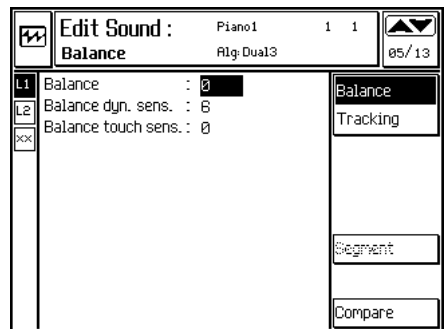 Edit Sound : Piano1 1 1
Balance Alg:Dual3 05/13
L1 Balance : 0 Balance
L2 Balance dyn. sens. : 6 Tracking
xx Balance touch sens. : 0
Segment
Compare